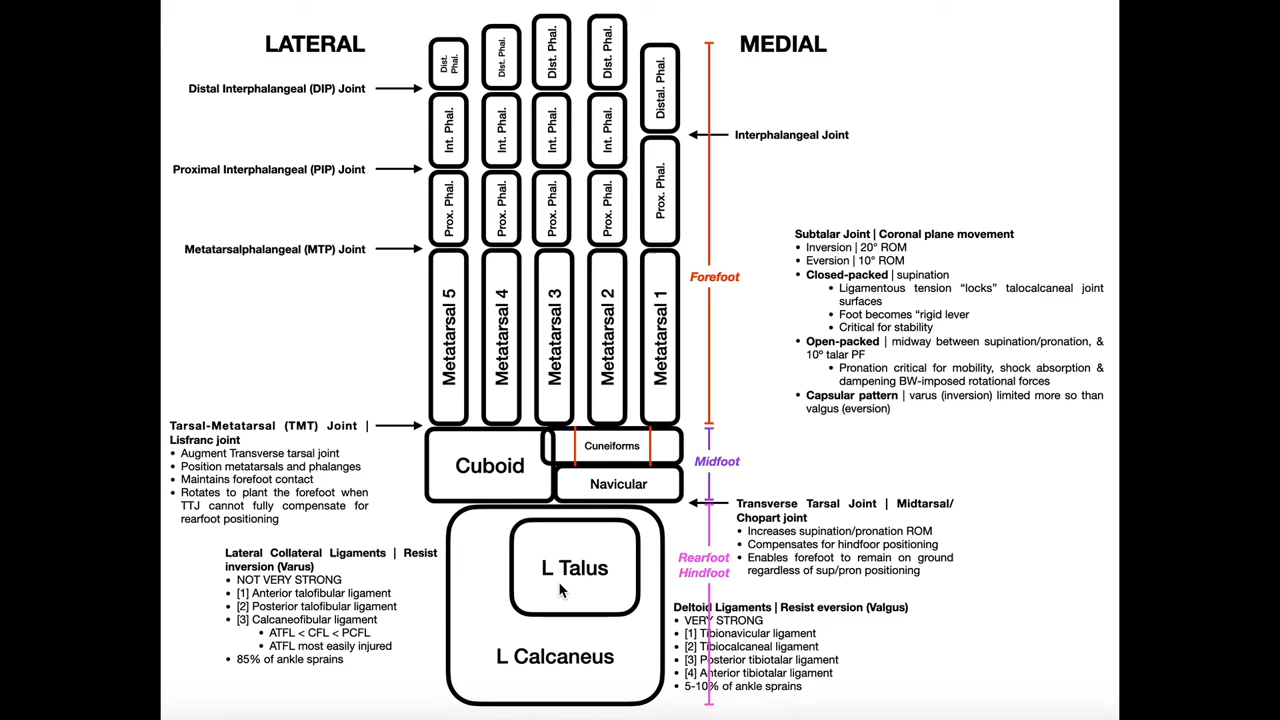 LATERAL
MEDIAL
Dist. Phal.
Dist. Phal.
Dist. Phal.
Dist. Phal.
Distal. Phal.
Distal Interphalangeal (DIP) Joint
Int. Phal.
Int. Phal.
Int. Phal.
Int. Phal.
Interphalangeal Joint
Proximal Interphalangeal (PIP) Joint
Prox. Phal.
Prox. Phal.
Prox. Phal.
Prox. Phal.
Prox. Phal.
Metatarsalphalangeal (MTP) Joint
Metatarsal 5
Metatarsal 4
Metatarsal 3
Metatarsal 2
Metatarsal 1
Forefoot
Subtalar Joint | Coronal plane movement
• Inversion | 20° ROM
• Eversion | 10° ROM
• Closed-packed | supination
• Ligamentous tension “locks” talocalcaneal joint
surfaces
• Foot becomes “rigid lever
• Critical for stability
• Open-packed | midway between supination/pronation, &
10º talar PF
• Pronation critical for mobility, shock absorption &
dampening BW-imposed rotational forces
• Capsular pattern | varus (inversion) limited more so than
valgus (eversion)
Tarsal-Metatarsal (TMT) Joint |
Lisfranc joint
• Augment Transverse tarsal joint
• Position metatarsals and phalanges
• Maintains forefoot contact
• Rotates to plant the forefoot when
TTJ cannot fully compensate for
rearfoot positioning
Cuboid
Cuneiforms
Navicular
Midfoot
Transverse Tarsal Joint | Midtarsal/
Chopart joint
• Increases supination/pronation ROM
• Compensates for hindfoor positioning
• Enables forefoot to remain on ground
regardless of sup/pron positioning
Rearfoot
Hindfoot
L Talus
L Calcaneus
Lateral Collateral Ligaments | Resist
inversion (Varus)
• NOT VERY STRONG
• [1] Anterior talofibular ligament
• [2] Posterior talofibular ligament
• [3] Calcaneofibular ligament
• ATFL < CFL < PCFL
• ATFL most easily injured
• 85% of ankle sprains
Deltoid Ligaments | Resist eversion (Valgus)
• VERY STRONG
• [1] Tibionavicular ligament
• [2] Tibiocalcaneal ligament
• [3] Posterior tibiotalar ligament
• [4] Anterior tibiotalar ligament
• 5-10% of ankle sprains